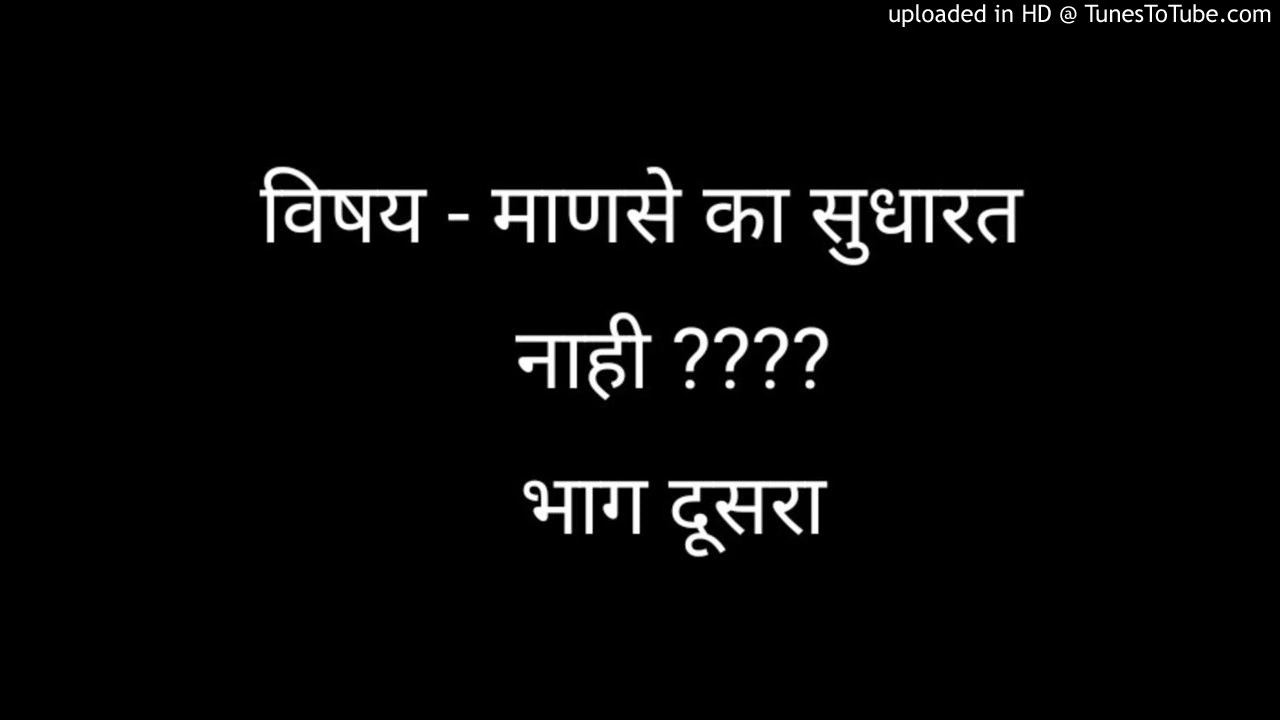 uploaded in HD @ TunesToTube.com
विषय - माणसे का सुधारत
नाही ????
भाग दूसरा